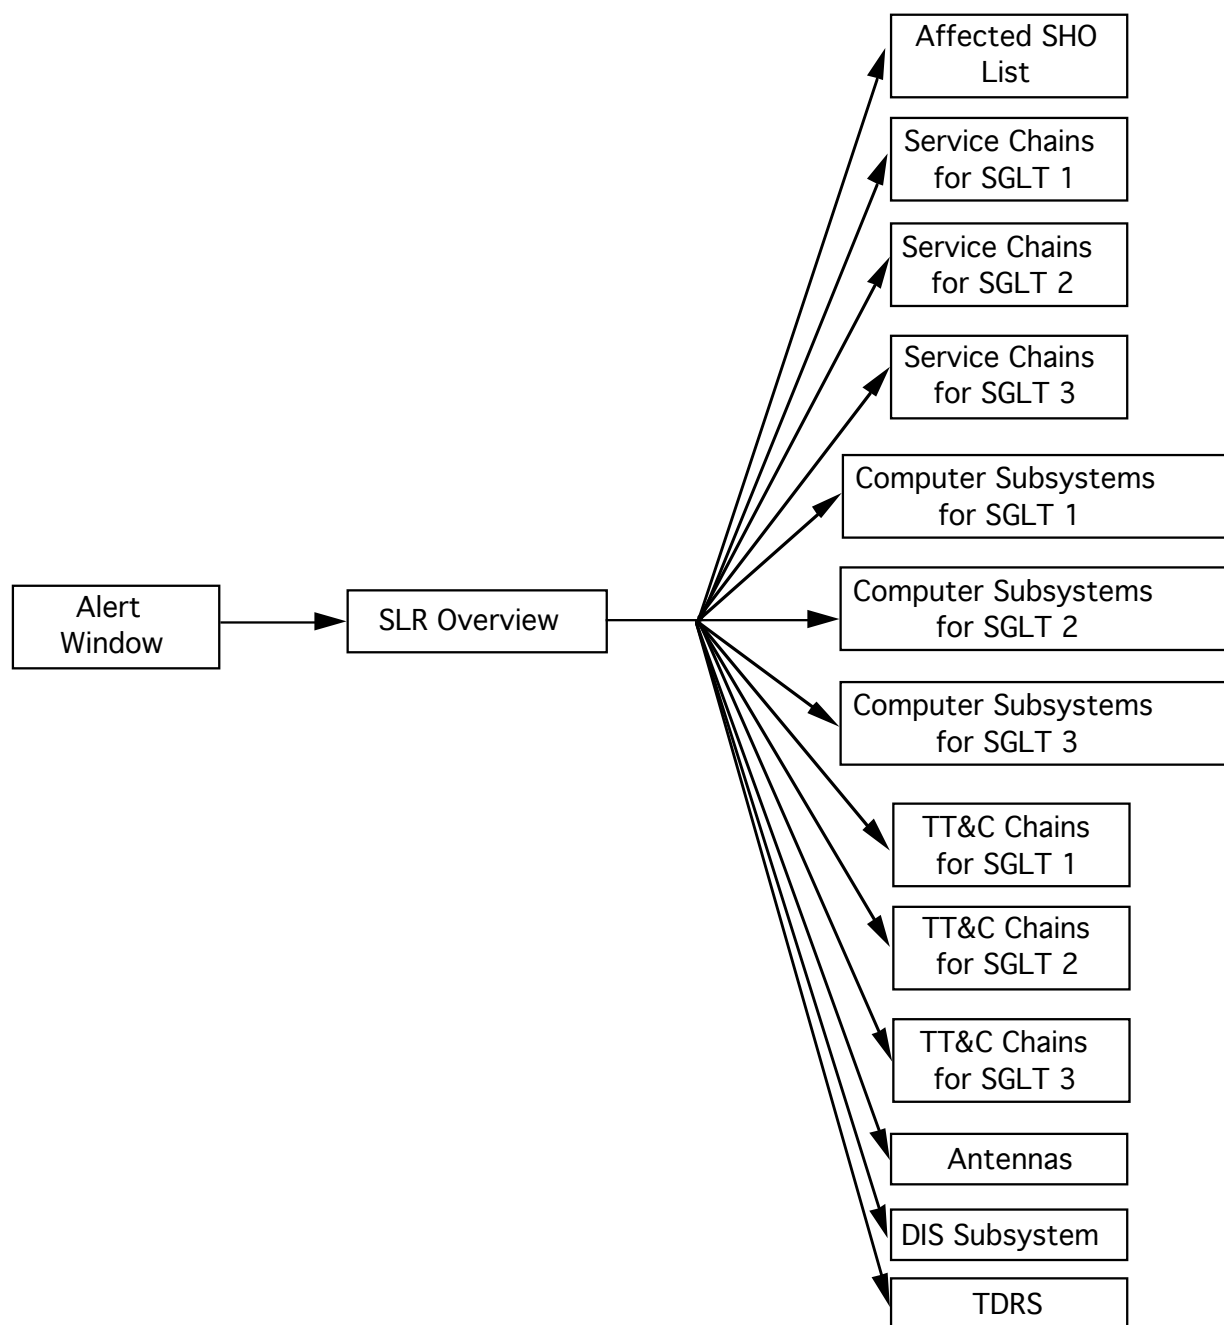 Affected SHO
List
Service Chains
for SGLT 1
Service Chains
for SGLT 2
Service Chains
for SGLT 3
Computer Subsystems
for SGLT 1
Alert
Window
SLR Overview
Computer Subsystems
for SGLT 2
Computer Subsystems
for SGLT 3
TT&C Chains
for SGLT 1
TT&C Chains
for SGLT 2
TT&C Chains
for SGLT 3
Antennas
DIS Subsystem
TDRS